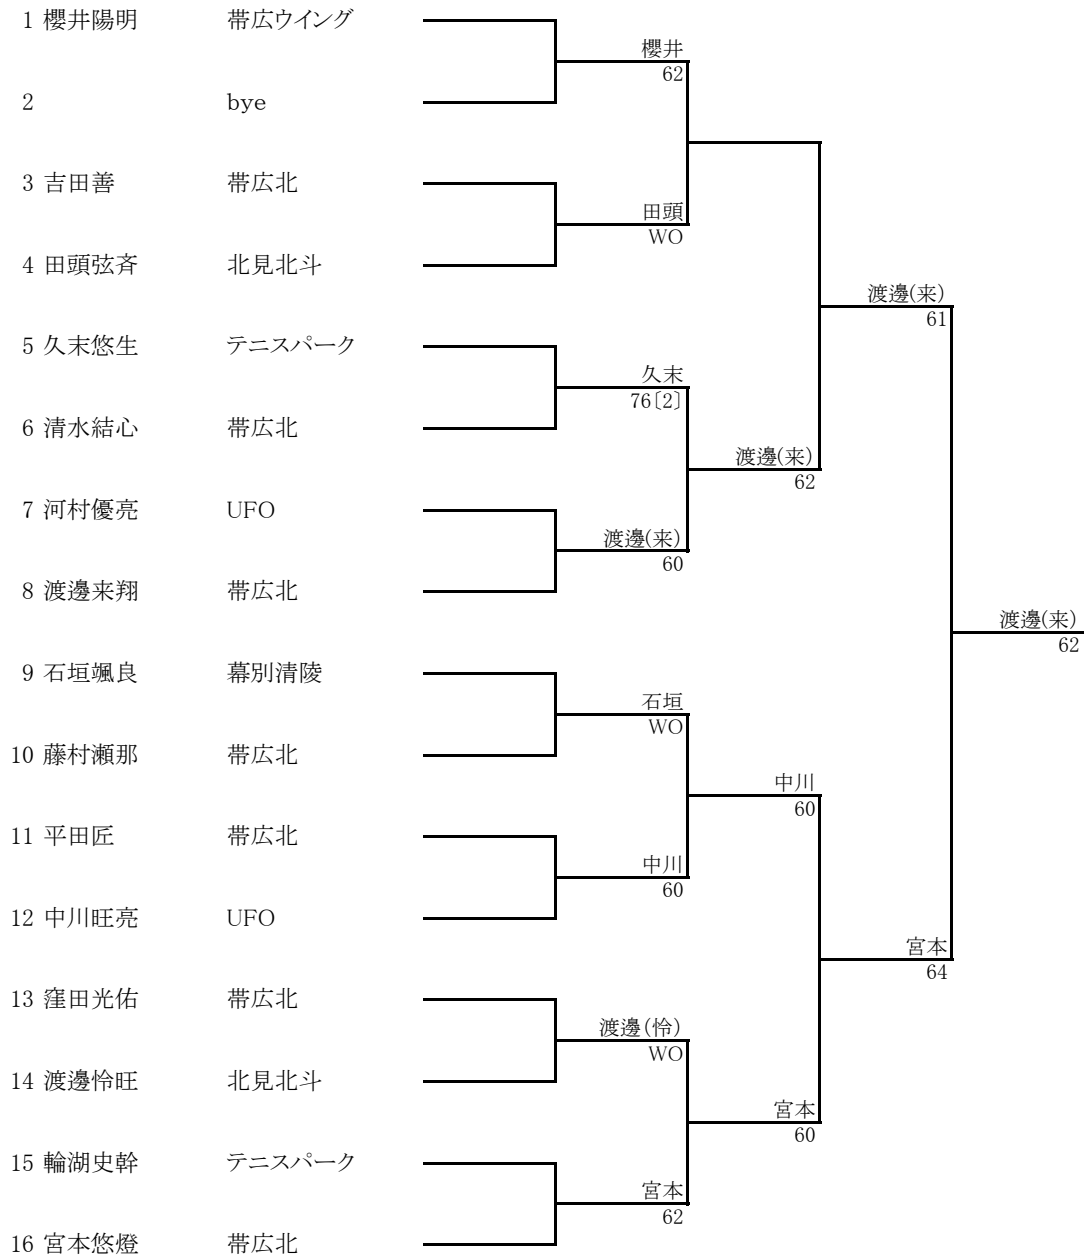 1 櫻井陽明 帯広ウイング
櫻井
62
2 bye
3 吉田善 帯広北
田頭
WO
4 田頭弦斉 北見北斗
渡邊(来)
61
5 久末悠生 テニスパーク
久末
76〔2〕
6 清水結心 帯広北
渡邊(来)
62
7 河村優亮 UFO
渡邊(来)
60
8 渡邊来翔 帯広北
渡邊(来)
62
9 石垣颯良 幕別清陵
石垣
WO
10 藤村瀬那 帯広北
中川
60
11 平田匠 帯広北
中川
60
12 中川旺亮 UFO
宮本
64
13 窪田光佑 帯広北
渡邊(怜)
WO
14 渡邊怜旺 北見北斗
宮本
60
15 輪湖史幹 テニスパーク
宮本
62
16 宮本悠燈 帯広北